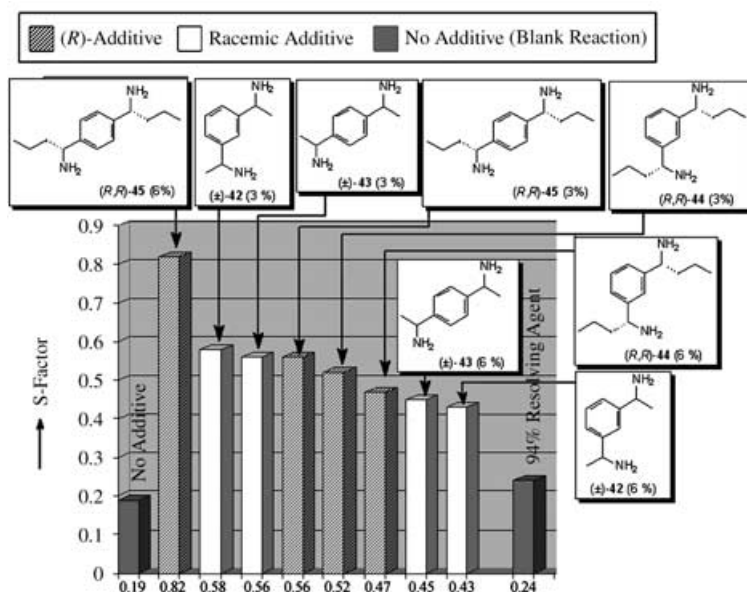 (R)-Additive Racemic Additive No Additive (Blank Reaction)
NH2
NH2
(R,R)-45 (6%)
NH2
NH2
(±)-42 (3 %)
NH2
NH2
(±)-43 (3 %)
NH2
NH2
(R,R)-45 (3%)
NH2
NH2
(R,R)-44 (3%)
NH2
NH2
(±)-43 (6 %)
NH2
NH2
(R,R)-44 (6 %)
NH2
NH2
(±)-42 (6 %)
S-Factor
0.9
0.8
0.7
0.6
0.5
0.4
0.3
0.2
0.1
0
No Additive
94% Resolving Agent
0.19 0.82 0.58 0.56 0.56 0.52 0.47 0.45 0.43 0.24